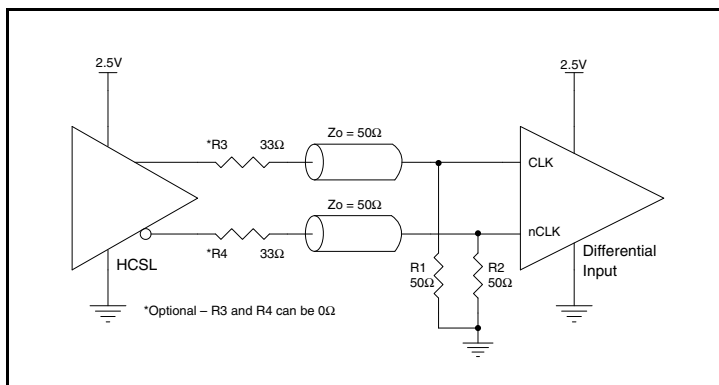 2.5V
2.5V
*R3
33Ω
Zo = 50Ω
CLK
Zo = 50Ω
nCLK
*R4
33Ω
HCSL
R1
50Ω
R2
50Ω
Differential
Input
*Optional – R3 and R4 can be 0Ω